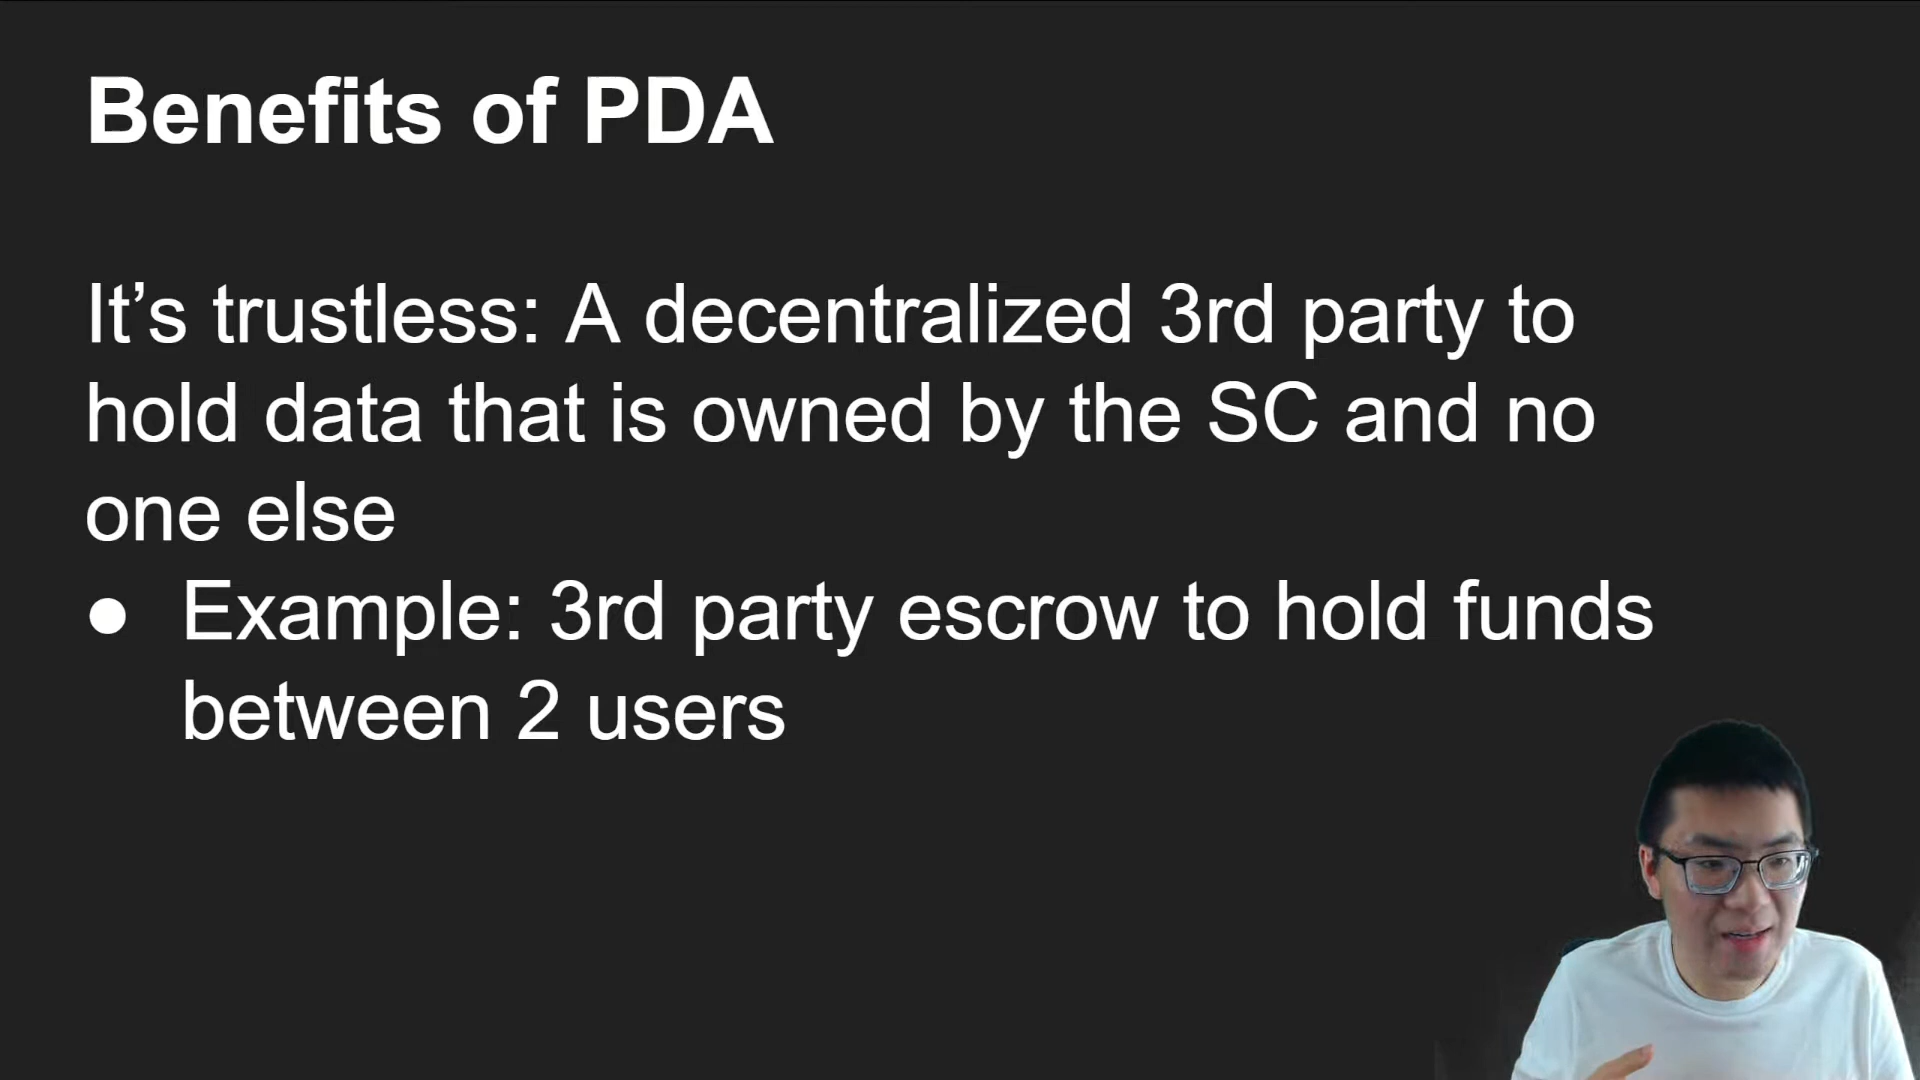 Benefits of PDA
It’s trustless: A decentralized 3rd party to
hold data that is owned by the SC and no
one else
● Example: 3rd party escrow to hold funds
between 2 users